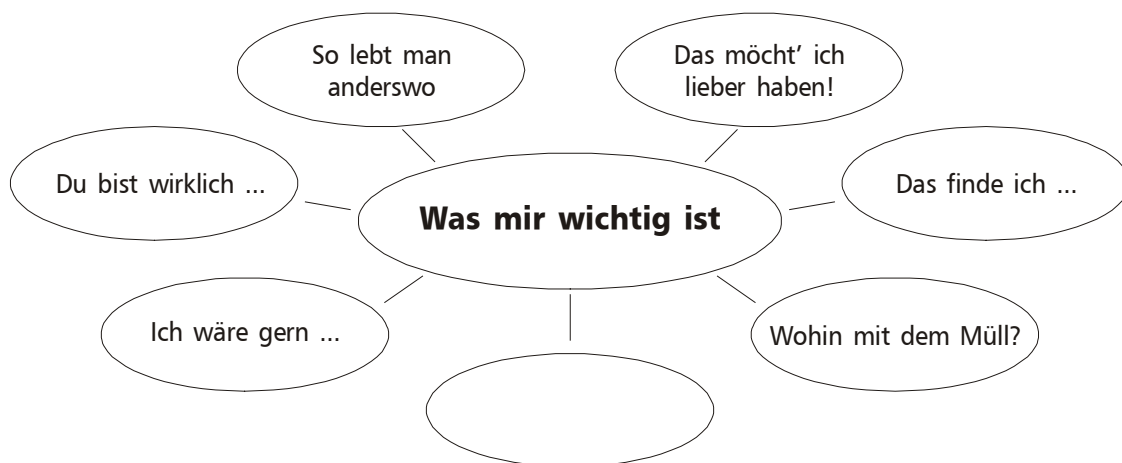 So lebt man
anderswo
Das möcht’ ich
lieber haben!
Du bist wirklich ...
Was mir wichtig ist
Das finde ich ...
Ich wäre gern ...
Wohin mit dem Müll?